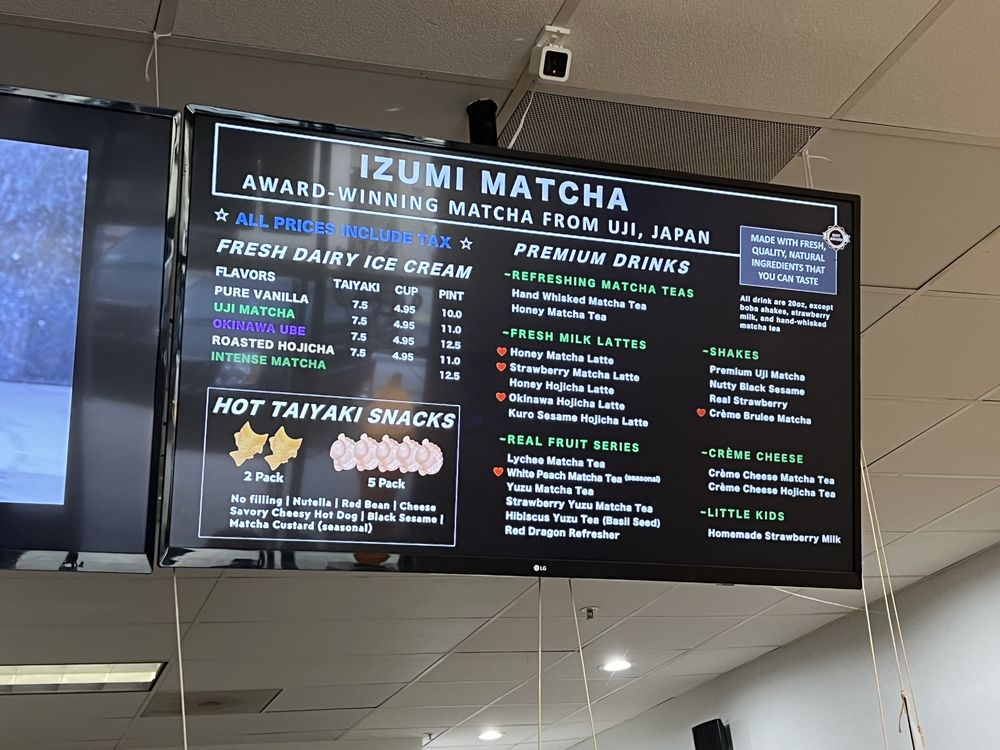 IZUMI MATCHA
AWARD-WINNING MATCHA FROM UJI, JAPAN
☆ ALL PRICES INCLUDE TAX ☆
FRESH DAIRY ICE CREAM
FLAVORS TAIYAKI CUP PINT
PURE VANILLA 7.5 4.95 10.0
UJI MATCHA 7.5 4.95 11.0
OKINAWA UBE 7.5 4.95 12.5
ROASTED HOJICHA 7.5 4.95 11.0
INTENSE MATCHA 12.5
HOT TAIYAKI SNACKS
2 Pack
5 Pack
No filling | Nutella | Red Bean | Cheese
Savory Cheesy Hot Dog | Black Sesame |
Matcha Custard (seasonal)
PREMIUM DRINKS
~REFRESHING MATCHA TEAS
Hand Whisked Matcha Tea
Honey Matcha Tea
~FRESH MILK LATTES
Honey Matcha Latte
Strawberry Matcha Latte
Honey Hojicha Latte
Okinawa Hojicha Latte
Kuro Sesame Hojicha Latte
~REAL FRUIT SERIES
Lychee Matcha Tea
White Peach Matcha Tea (seasonal)
Yuzu Matcha Tea
Strawberry Yuzu Matcha Tea
Hibiscus Yuzu Tea (Basil Seed)
Red Dragon Refresher
MADE WITH FRESH,
QUALITY, NATURAL
INGREDIENTS THAT
YOU CAN TASTE
All drink are 20oz, except
boba shakes, strawberry
milk, and hand-whisked
matcha tea
~SHAKES
Premium Uji Matcha
Nutty Black Sesame
Real Strawberry
Crème Brulee Matcha
~CRÈME CHEESE
Crème Cheese Matcha Tea
Crème Cheese Hojicha Tea
~LITTLE KIDS
Homemade Strawberry Milk
LG